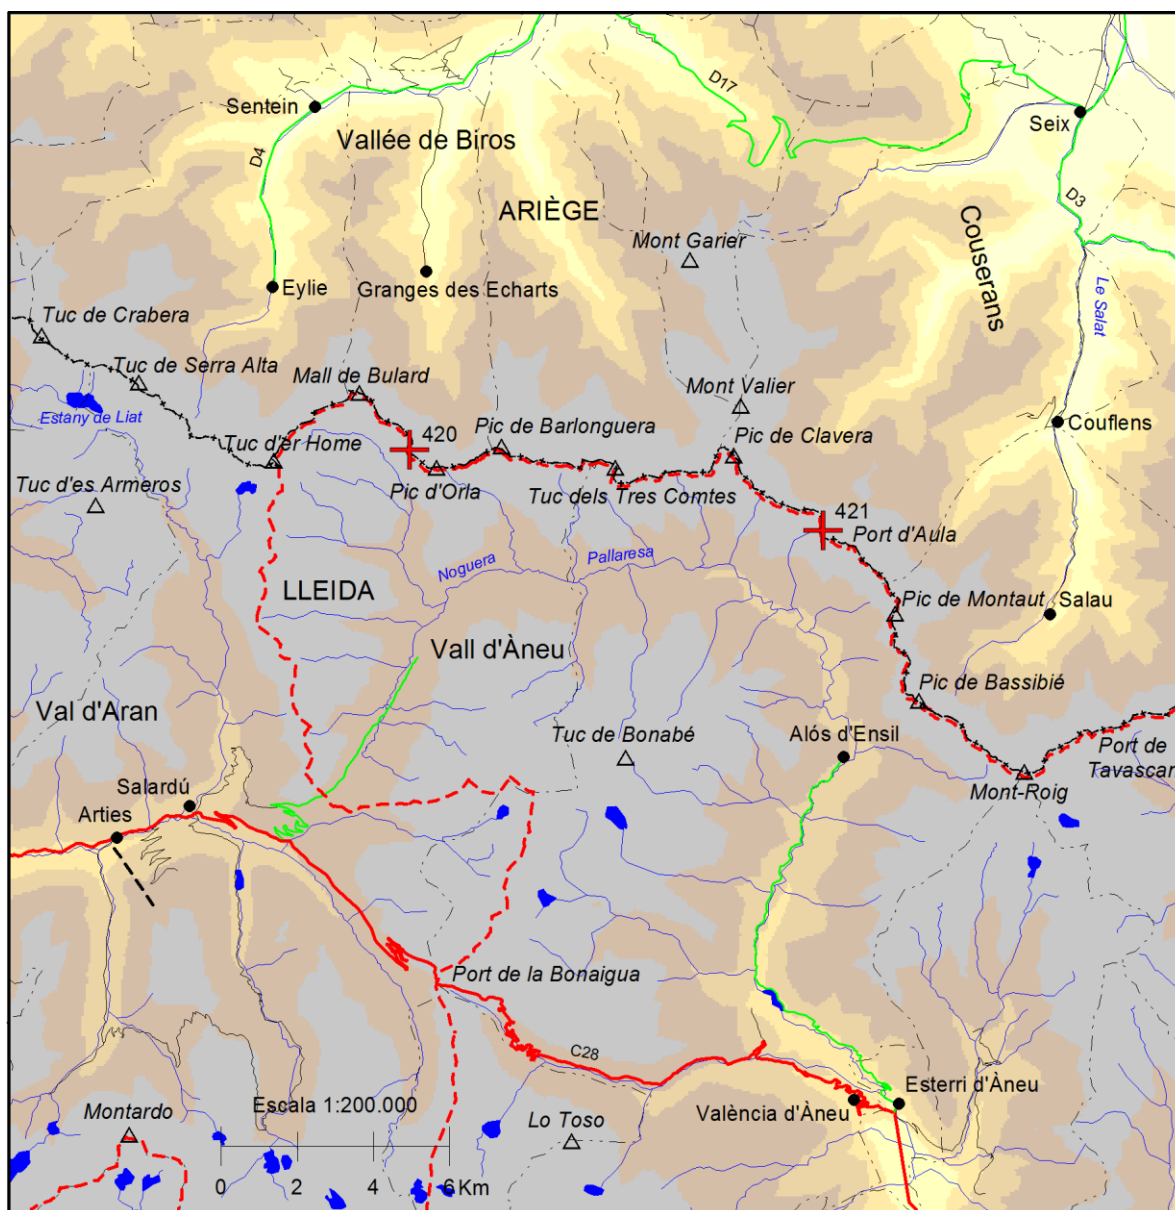 D17
Sentein
Seix
Vallée de Biros
D4
D3
ARIÈGE
Couserans
Mont Garier
Eylie
Granges des Echarts
Le Salat
Tuc de Crabera
Tuc de Serra Alta
Mall de Bulard
Mont Valier
Estany de Liat
Couflens
Tuc d'er Home
420
Pic de Barlonguera
Pic de Clavera
Pic d'Orla
Tuc d'es Armeros
Tuc dels Tres Comtes
421
Port d'Aula
Noguera
Pallaresa
LLEIDA
Pic de Montaut
Salau
Vall d'Àneu
Pic de Bassibié
Val d'Aran
Tuc de Bonabé
Alós d'Ensil
Port de
Tavascan
Mont-Roig
Salardú
Arties
Port de la Bonaigua
C28
Esterri d'Àneu
València d'Àneu
Escala 1:200.000
Montardo
Lo Toso
0 2 4 6 Km